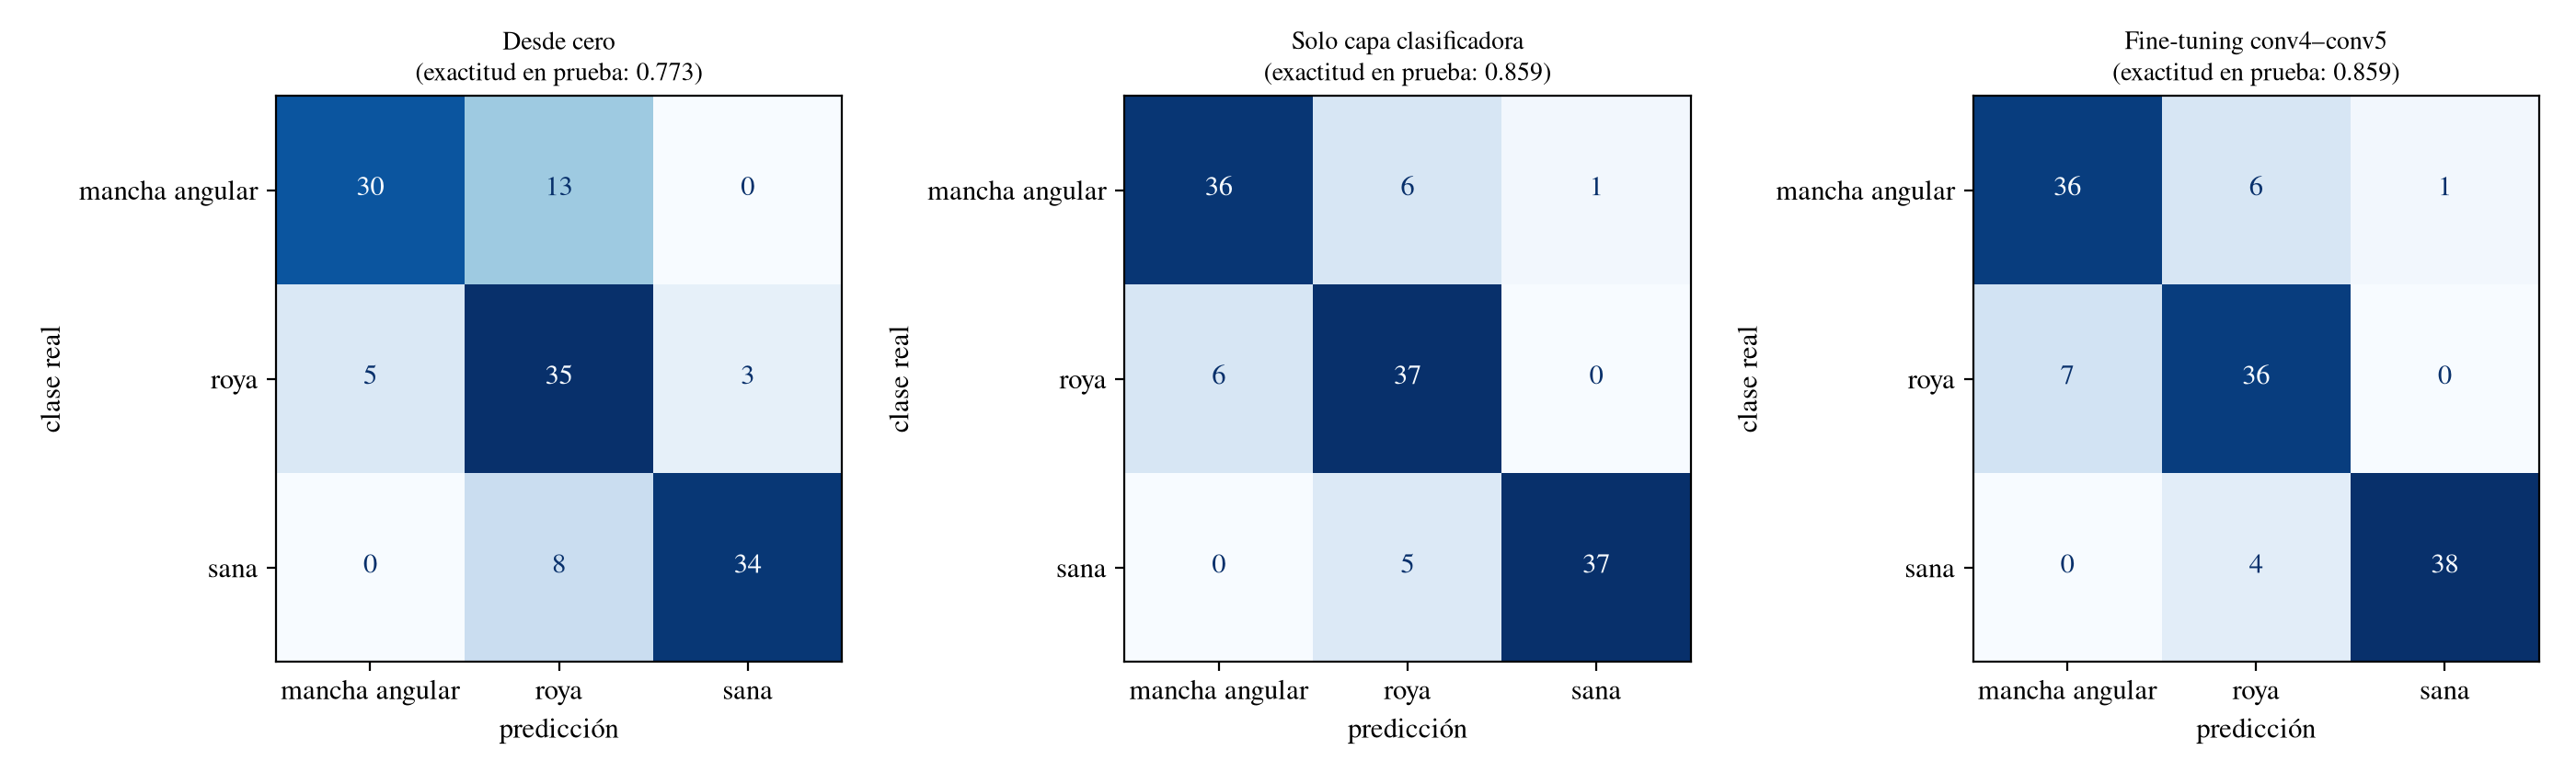 Desde cero
(exactitud en prueba: 0.773)
mancha angular
30 13 0
roya
5 35 3
sana
0 8 34
clase real
mancha angular roya sana
predicción
Solo capa clasificadora
(exactitud en prueba: 0.859)
mancha angular
36 6 1
roya
6 37 0
sana
0 5 37
clase real
mancha angular roya sana
predicción
Fine-tuning conv4–conv5
(exactitud en prueba: 0.859)
mancha angular
36 6 1
roya
7 36 0
sana
0 4 38
clase real
mancha angular roya sana
predicción